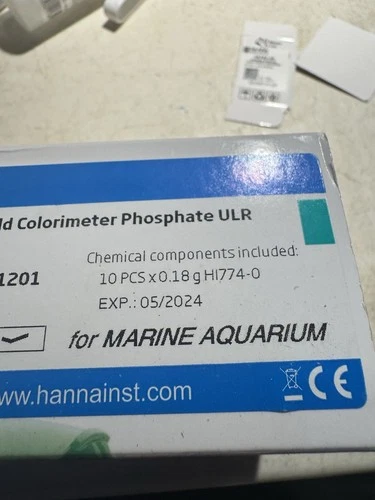 ld Colorimeter Phosphate ULR
Chemical components included:
1201
10 PCS x 0.18 g HI774-0
EXP.: 05/2024
for MARINE AQUARIUM
ww.hannainst.com
CE